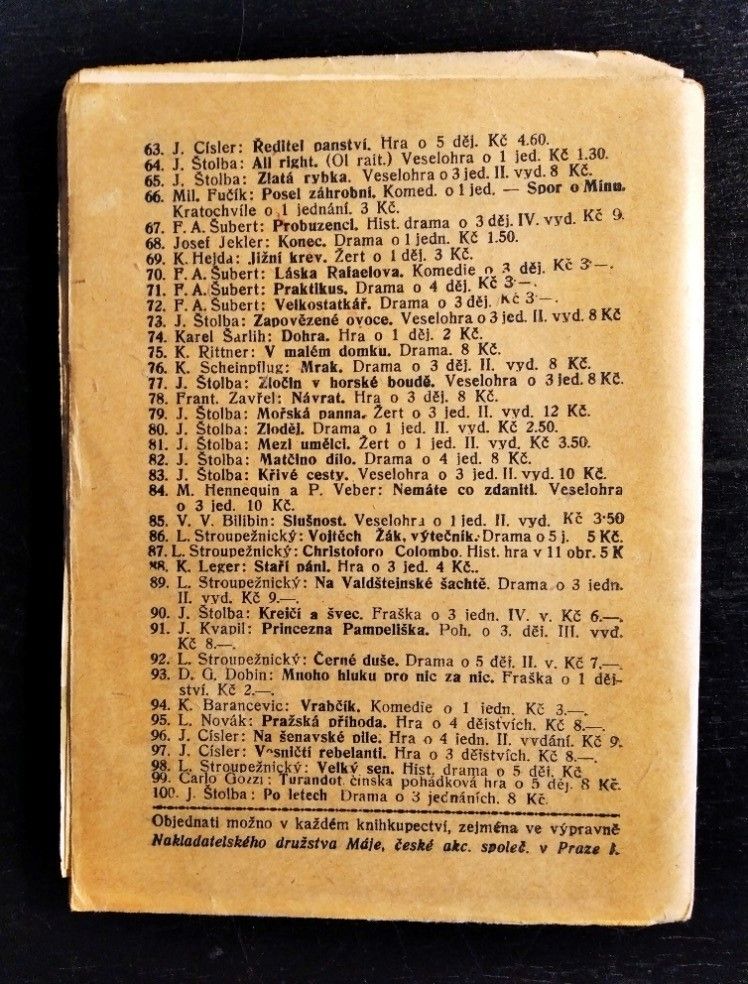 63. J. Císler: Ředitel panství. Hra o 5 děj. Kč 4.60.
64. J. Štolba: All right. (Ol rait.) Veselohra o 1 jed. Kč 1.30.
65. J. Štolba: Zlatá rybka. Veselohra o 3 jed. II. vyd. 8 Kč.
66. Mil. Fučík: Posel záhrobní. Komed. o 1 jed. — Spor o Minu.
Kratochvíle o 1 jednání. 3 Kč.
67. F. A. Šubert: Probuzenci. Hist. drama o 3 děj. IV. vyd. Kč 9.
68. Josef Jekler: Konec. Drama o 1 jedn. Kč 1.50.
69. K. Hejda: Jižní krev. Žert o 1 děj. 3 Kč.
70. F. A. Šubert: Láska Rafaelova. Komedie o 3 děj. Kč 3·—.
71. F. A. Šubert: Praktikus. Drama o 4 děj. Kč 3·—.
72. F. A. Šubert: Velkostatkář. Drama o 3 děj. Kč 3·—.
73. J. Štolba: Zapovězené ovoce. Veselohra o 3 jed. II. vyd. 8 Kč
74. Karel Šarlih: Dohra. Hra o 1 děj. 2 Kč.
75. K. Rittner: V malém domku. Drama. 8 Kč.
76. K. Scheinpflug: Mrak. Drama o 3 děj. II. vyd. 8 Kč
77. J. Štolba: Zločin v horské boudě. Veselohra o 3 jed. 8 Kč.
78. Frant. Zavřel: Návrat. Hra o 3 děj. 8 Kč.
79. J. Štolba: Mořská panna. Žert o 3 jed. II. vyd. 12 Kč.
80. J. Štolba: Zloděj. Drama o 1 jed. II. vyd. Kč 2.50.
81. J. Štolba: Mezi umělci. Žert o 1 jed. II. vyd. Kč 3.50.
82. J. Štolba: Matčino dílo. Drama o 4 jed. 8 Kč.
83. J. Štolba: Křivé cesty. Veselohra o 3 jed. II. vyd. 10 Kč.
84. M. Hennequin a P. Veber: Nemáte co zdaniti. Veselohra
o 3 jed. 10 Kč.
85. V. V. Bilibin: Slušnost. Veselohra o 1 jed. II. vyd. Kč 3·50
86. L. Stroupežnický: Vojtěch Žák, výtečník. Drama o 5 j. 5 Kč.
87. L. Stroupežnický: Christoforo Colombo. Hist. hra v 11 obr. 5 K
88. K. Leger: Staří páni. Hra o 3 jed. 4 Kč..
89. L. Stroupežnický: Na Valdštejnské šachtě. Drama o 3 jedn.
II. vyd. Kč 9.—.
90. J. Štolba: Krejčí a švec. Fraška o 3 jedn. IV. v. Kč 6.—.
91. J. Kvapil: Princezna Pampeliška. Poh. o 3. děj. III. vyd.
Kč 8.—.
92. L. Stroupežnický: Černé duše. Drama o 5 děj. II. v. Kč 7.—.
93. D. G. Dobin: Mnoho hluku pro nic za nic. Fraška o 1 děj-
ství. Kč 2.—.
94. K. Barancevic: Vrabčík. Komedie o 1 jedn. Kč 3.—.
95. L. Novák: Pražská příhoda. Hra o 4 dějstvích. Kč 8.—.
96. J. Císler: Na šenavské pile. Hra o 4 jedn. II. vydání. Kč 9.
97. J. Císler: Vesničtí rebelanti. Hra o 3 dějstvích. Kč 8.—.
98. L. Stroupežnický: Velký sen. Hist. drama o 5 děj. Kč
99. Carlo Gozzi: Turandot čínská pohádková hra o 5 děj. 8 Kč.
100. J. Štolba: Po letech Drama o 3 jednáních. 8 Kč.
Objednati možno v každém knihkupectví, zejména ve výpravně
Nakladatelského družstva Máje, české akc. společ. v Praze I.